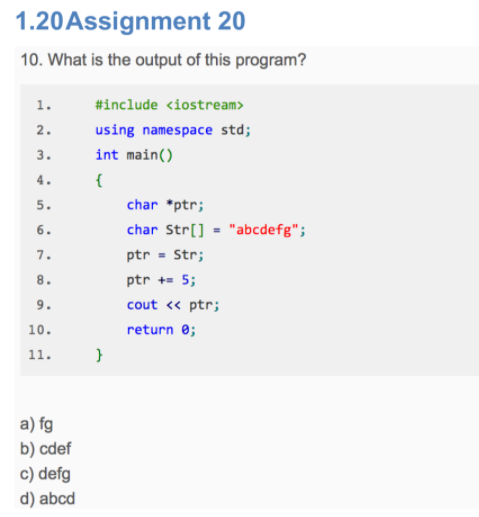 1.20Assignment 20
10. What is the output of this program?
1. #include <iostream>
2. using namespace std;
3. int main()
4. {
5. char *ptr;
6. char Str[] = "abcdefg";
7. ptr = Str;
8. ptr += 5;
9. cout << ptr;
10. return 0;
11. }
a) fg
b) cdef
c) defg
d) abcd